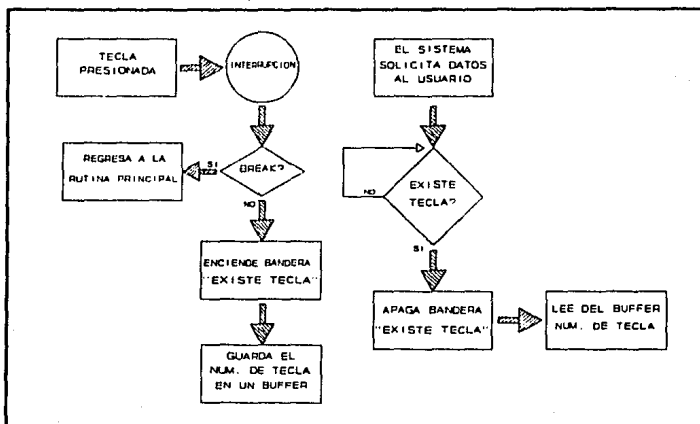 TECLA
PRESIONADA
INTERRUPCION
BREAK?
SI
REGRESA A LA
RUTINA PRINCIPAL
NO
ENCIENDE BANDERA
"EXISTE TECLA"
GUARDA EL
NUM. DE TECLA
EN UN BUFFER
EL SISTEMA
SOLICITA DATOS
AL USUARIO
EXISTE
TECLA?
NO
SI
APAGA BANDERA
"EXISTE TECLA"
LEE DEL BUFFER
NUM. DE TECLA